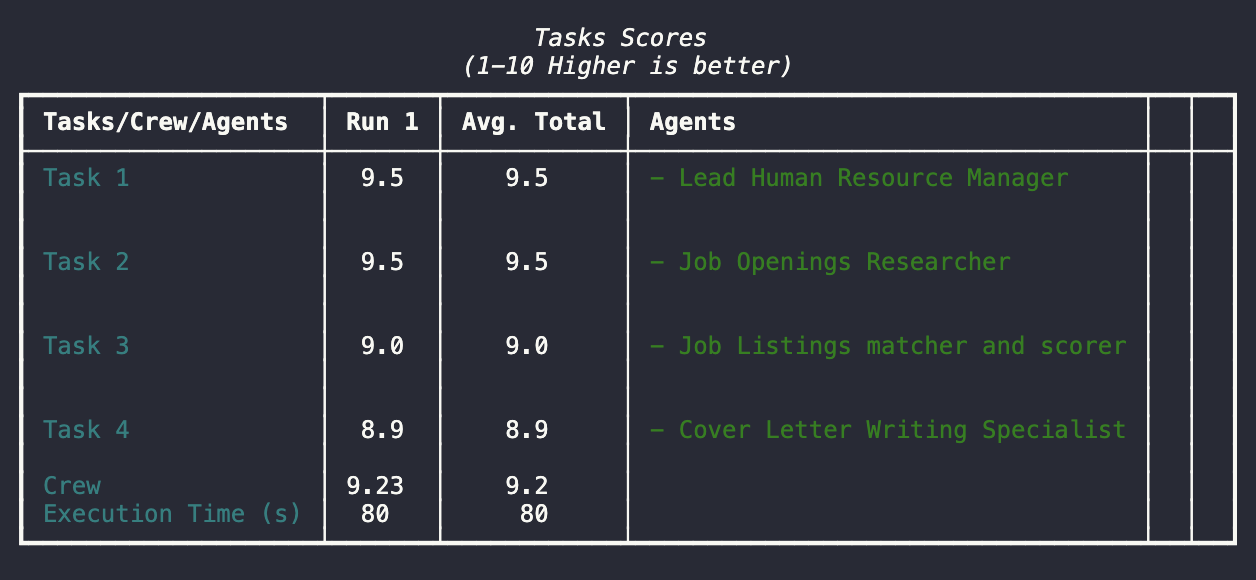 Tasks Scores
(1-10 Higher is better)
Tasks/Crew/Agents Run 1 Avg. Total Agents
Task 1 9.5 9.5 - Lead Human Resource Manager
Task 2 9.5 9.5 - Job Openings Researcher
Task 3 9.0 9.0 - Job Listings matcher and scorer
Task 4 8.9 8.9 - Cover Letter Writing Specialist
Crew 9.23 9.2
Execution Time (s) 80 80